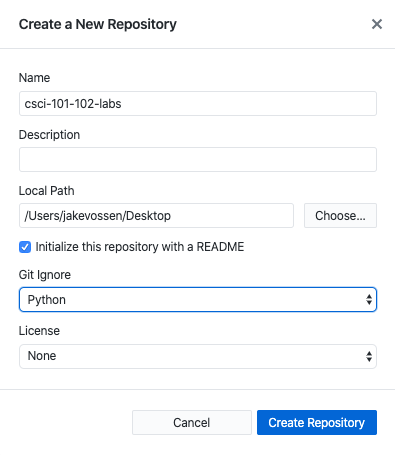 Create a New Repository
Name
csci-101-102-labs
Description
Local Path
/Users/jakevossen/Desktop
Choose...
Initialize this repository with a README
Git Ignore
Python
License
None
Cancel
Create Repository